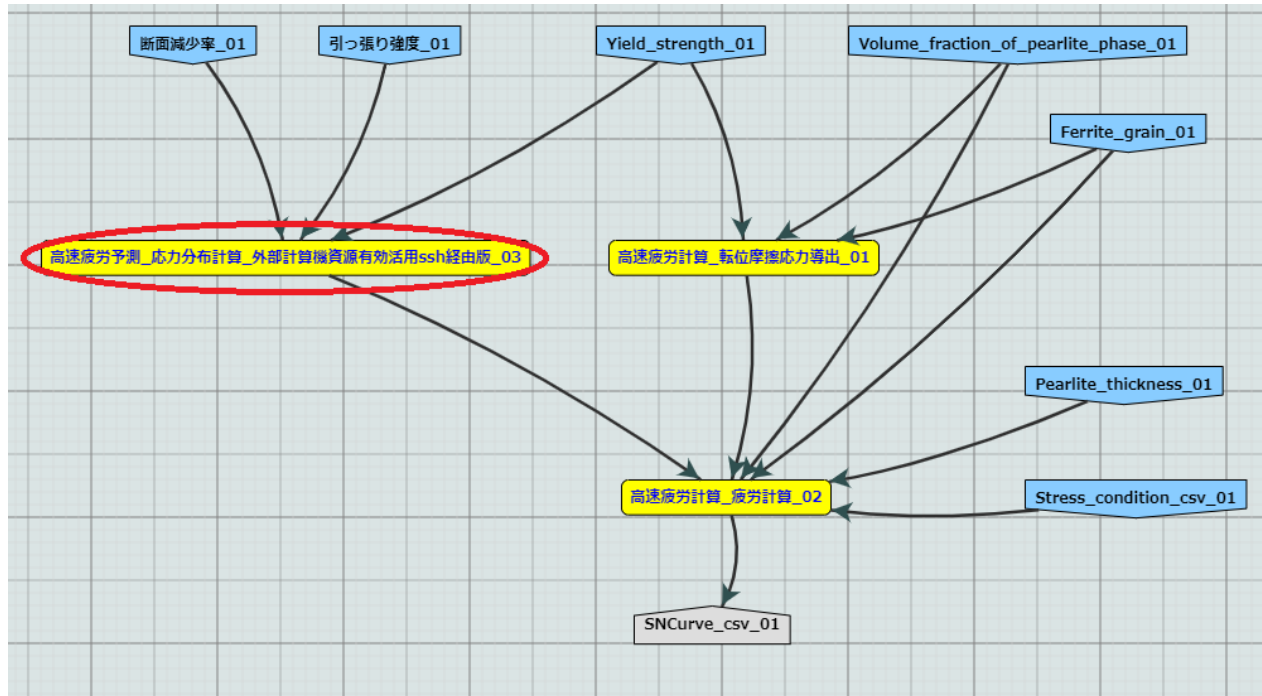 断面減少率_01
引っ張り強度_01
Yield_strength_01
Volume_fraction_of_pearlite_phase_01
Ferrite_grain_01
高速疲労予測_応力分布計算_外部計算機資源有効活用ssh経由版_03
高速疲労計算_転位摩擦応力導出_01
Pearlite_thickness_01
高速疲労計算_疲労計算_02
Stress_condition_csv_01
SNCurve_csv_01